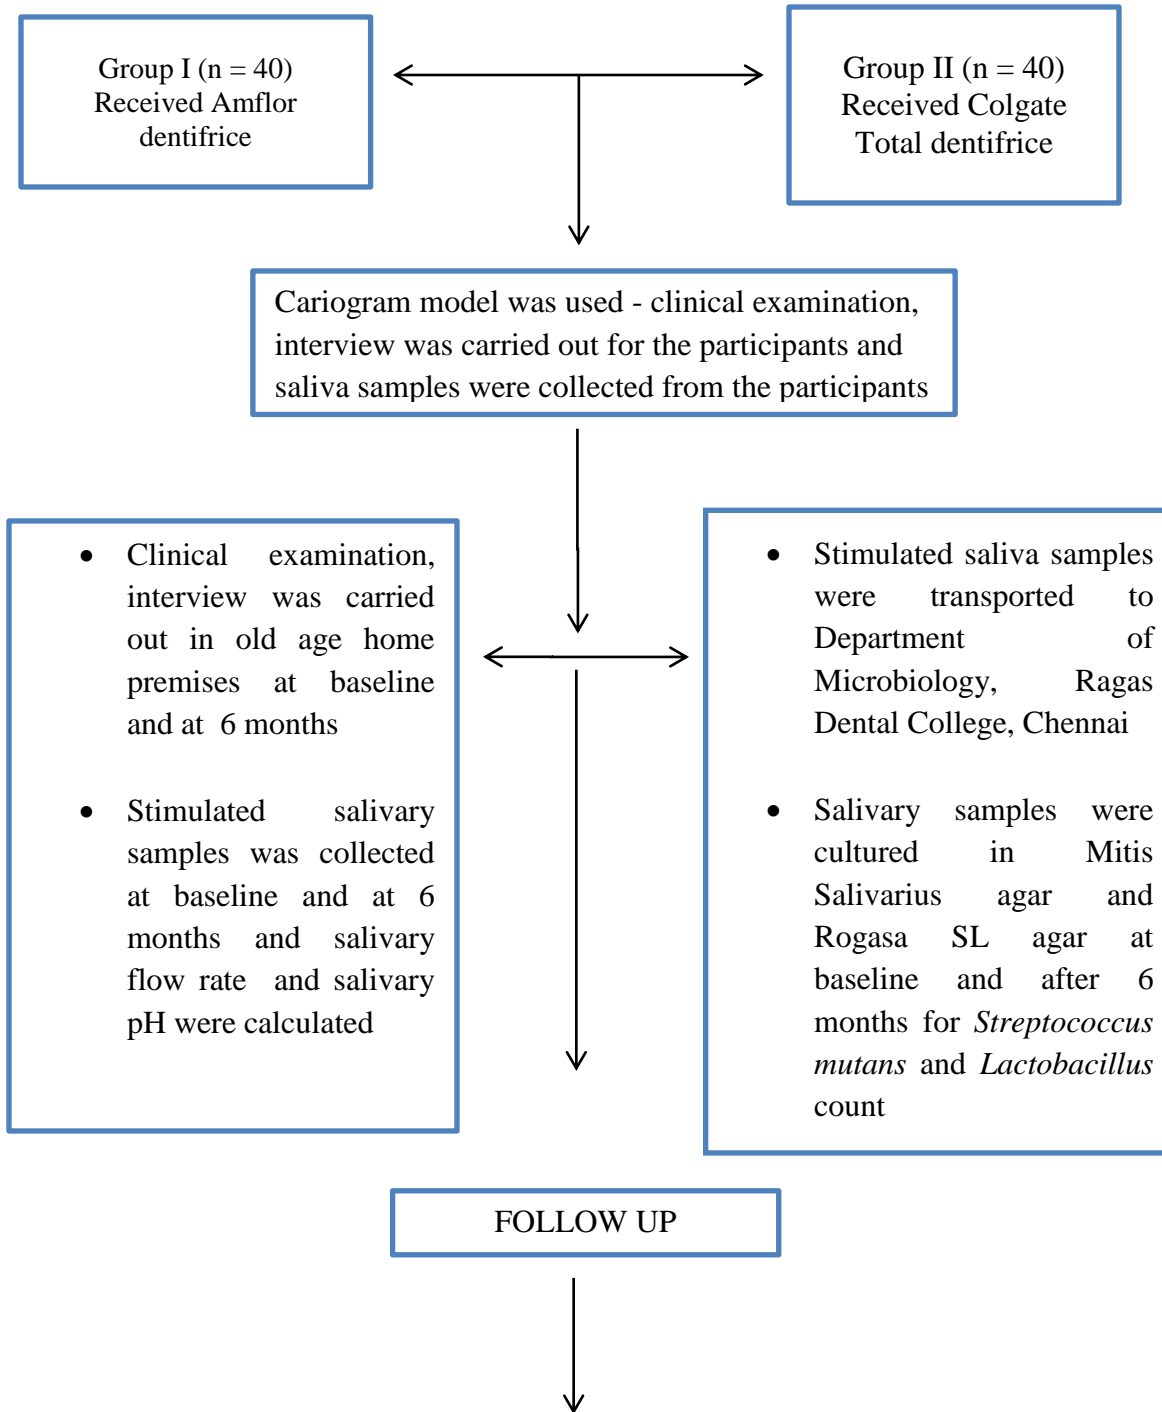 Group I (n = 40)
Received Amflor
dentifrice
Group II (n = 40)
Received Colgate
Total dentifrice
Cariogram model was used - clinical examination,
interview was carried out for the participants and
saliva samples were collected from the participants
• Clinical examination,
interview was carried
out in old age home
premises at baseline
and at 6 months
• Stimulated salivary
samples was collected
at baseline and at 6
months and salivary
flow rate and salivary
pH were calculated
• Stimulated saliva samples
were transported to
Department of
Microbiology, Ragas
Dental College, Chennai
• Salivary samples were
cultured in Mitis
Salivarius agar and
Rogasa SL agar at
baseline and after 6
months for Streptococcus
mutans and Lactobacillus
count
FOLLOW UP